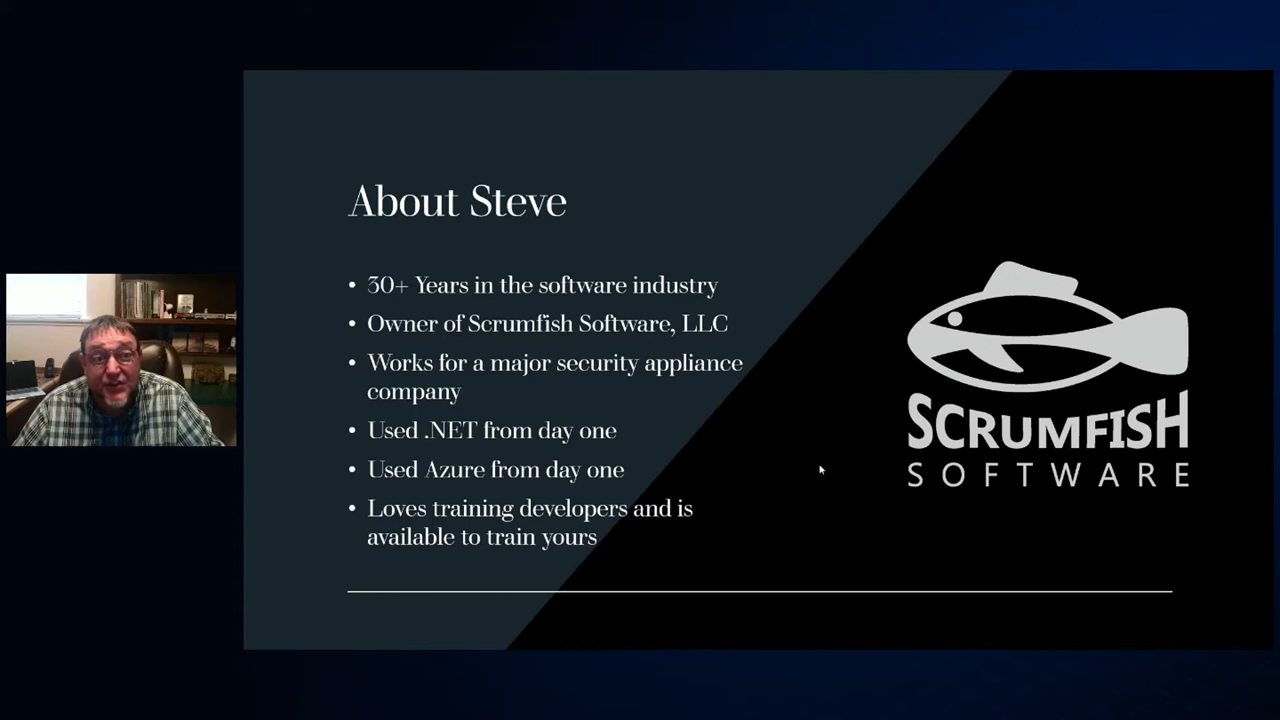 About Steve
• 30+ Years in the software industry
• Owner of Scrumfish Software, LLC
• Works for a major security appliance
company
• Used .NET from day one
• Used Azure from day one
• Loves training developers and is
available to train yours
SCRUMFISH
SOFTWARE